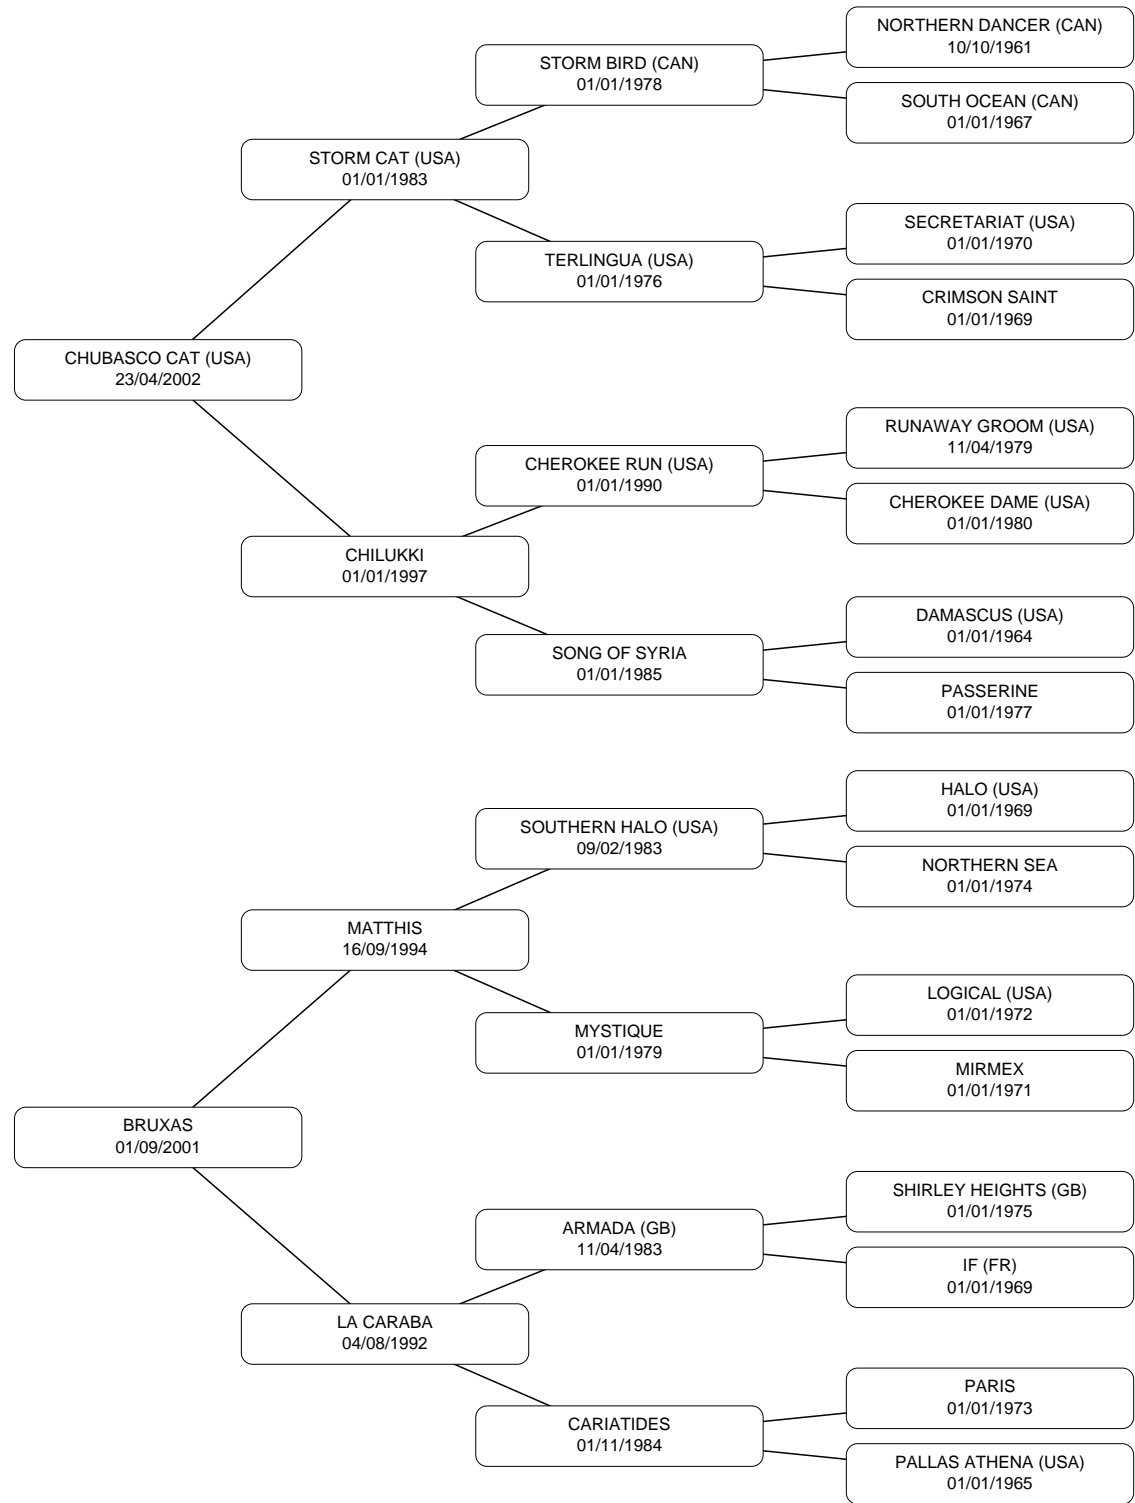 NORTHERN DANCER (CAN)
10/10/1961
STORM BIRD (CAN)
01/01/1978
SOUTH OCEAN (CAN)
01/01/1967
STORM CAT (USA)
01/01/1983
SECRETARIAT (USA)
01/01/1970
TERLINGUA (USA)
01/01/1976
CRIMSON SAINT
01/01/1969
CHUBASCO CAT (USA)
23/04/2002
RUNAWAY GROOM (USA)
11/04/1979
CHEROKEE RUN (USA)
01/01/1990
CHEROKEE DAME (USA)
01/01/1980
CHILUKKI
01/01/1997
DAMASCUS (USA)
01/01/1964
SONG OF SYRIA
01/01/1985
PASSERINE
01/01/1977
HALO (USA)
01/01/1969
SOUTHERN HALO (USA)
09/02/1983
NORTHERN SEA
01/01/1974
MATTHIS
16/09/1994
LOGICAL (USA)
01/01/1972
MYSTIQUE
01/01/1979
MIRMEX
01/01/1971
BRUXAS
01/09/2001
SHIRLEY HEIGHTS (GB)
01/01/1975
ARMADA (GB)
11/04/1983
IF (FR)
01/01/1969
LA CARABA
04/08/1992
PARIS
01/01/1973
CARIATIDES
01/11/1984
PALLAS ATHENA (USA)
01/01/1965